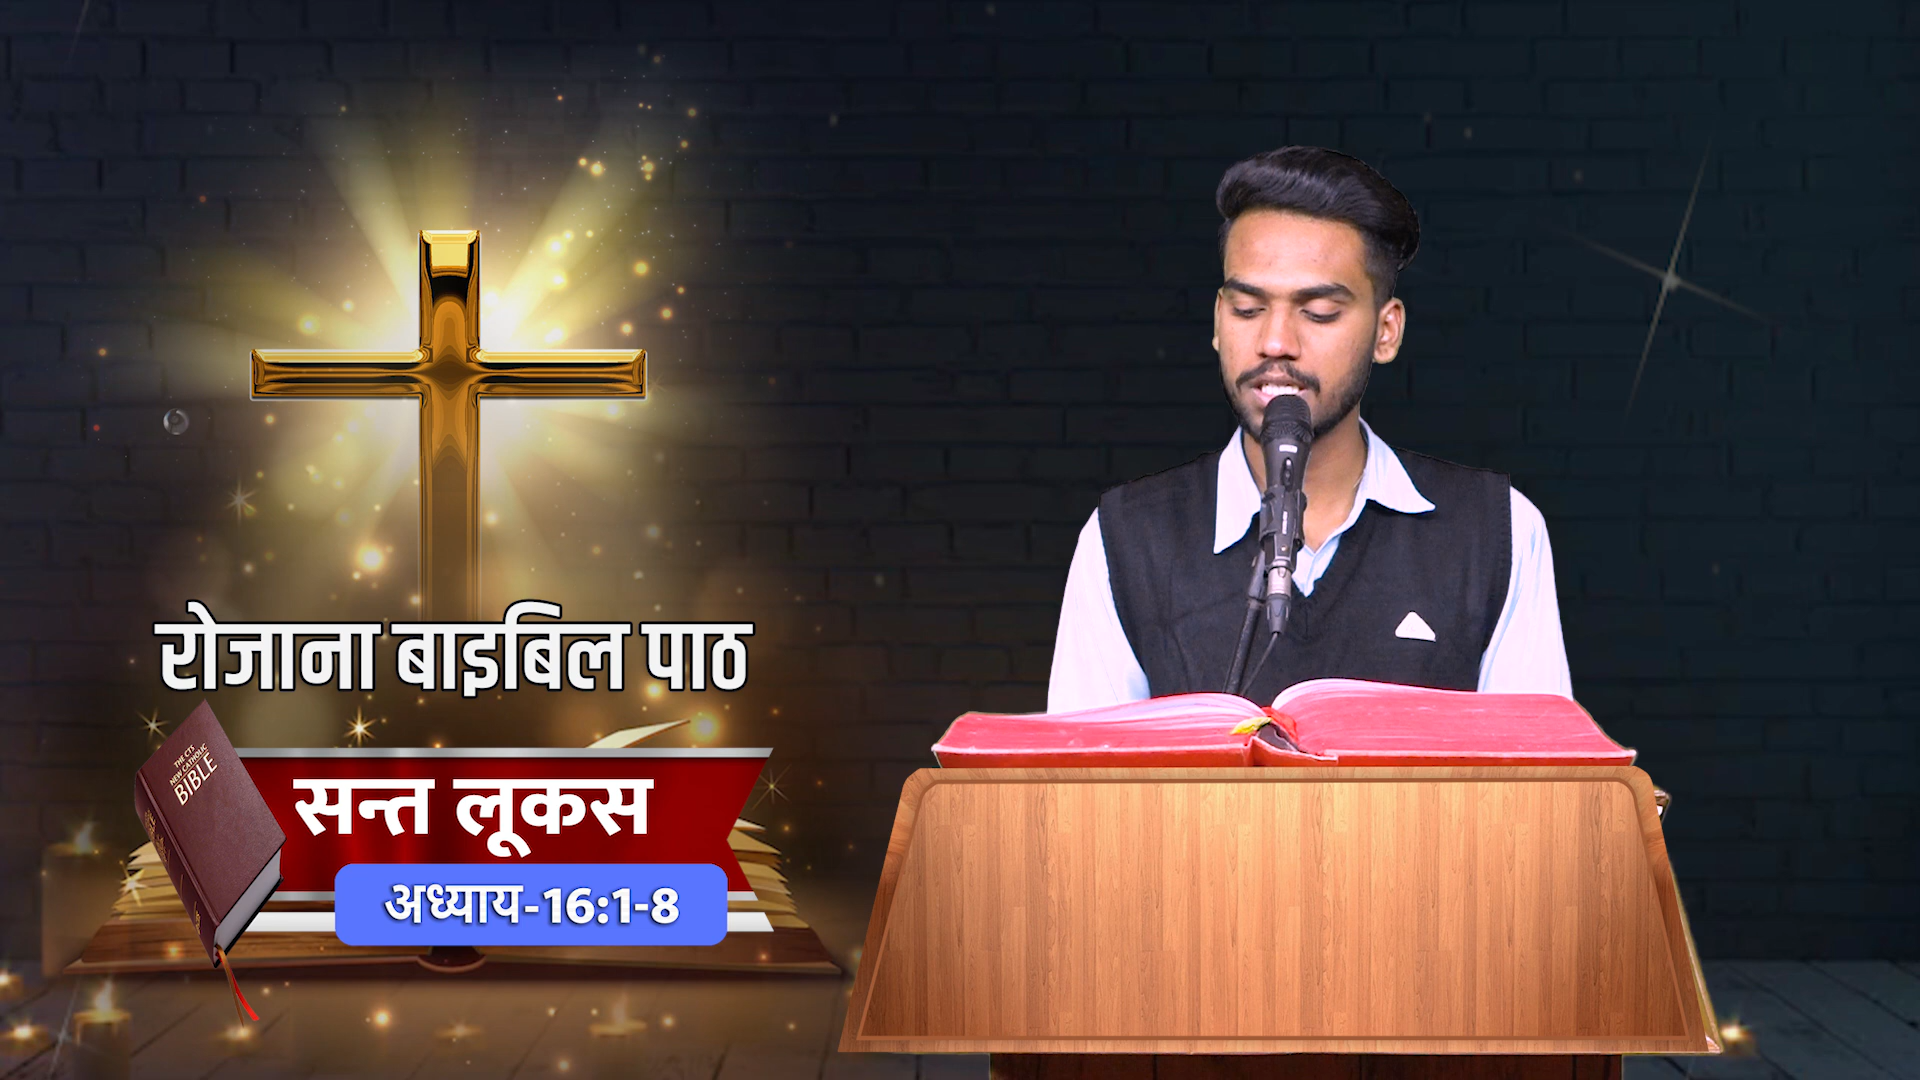 रोजाना बाइबिल पाठ
THE CTS
NEW CATHOLIC
BIBLE
सन्त लूकस
अध्याय-16:1-8